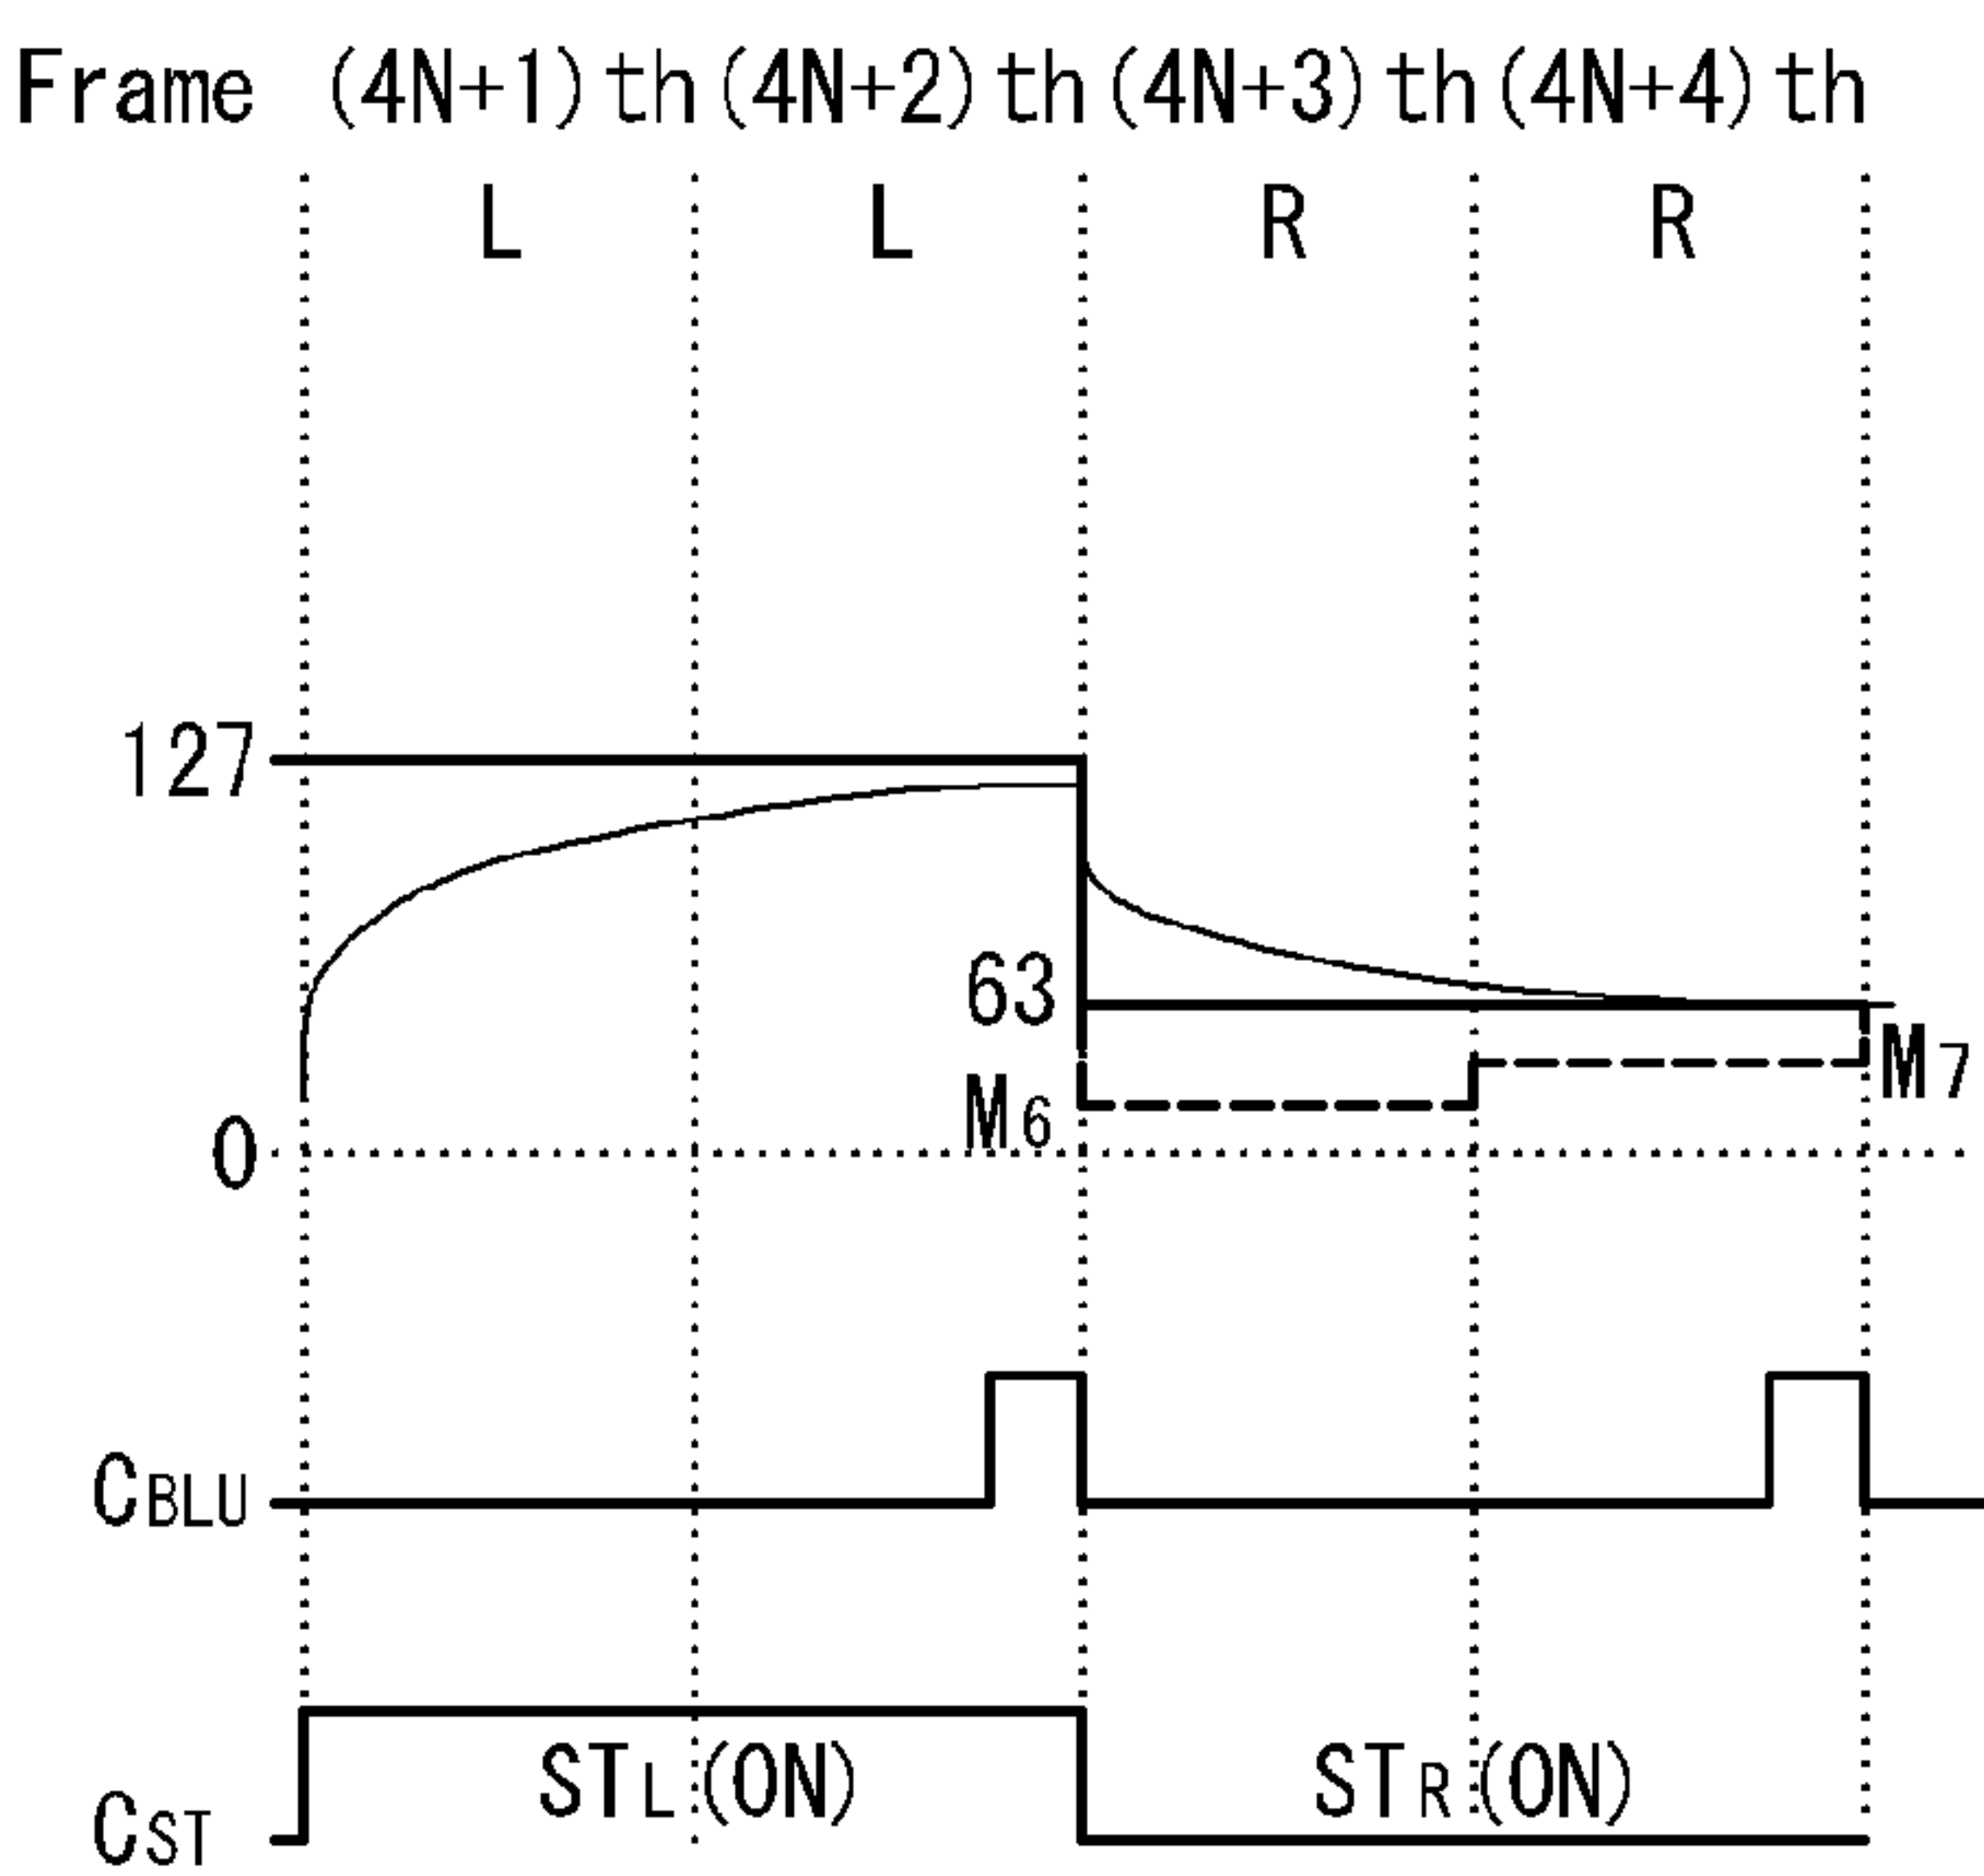 Frame (4N+1)th(4N+2)th(4N+3)th(4N+4)th
L L R R
127
63
M6
M7
0
CBLU
STL(ON) STR(ON)
CST